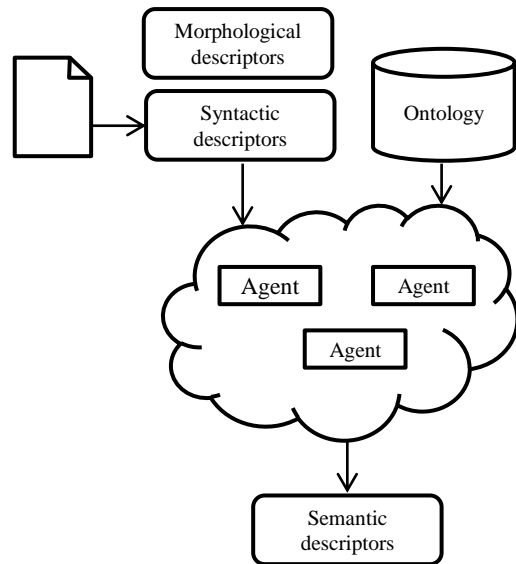 Morphological
descriptors
Syntactic
descriptors
Ontology
Agent
Agent
Agent
Semantic
descriptors